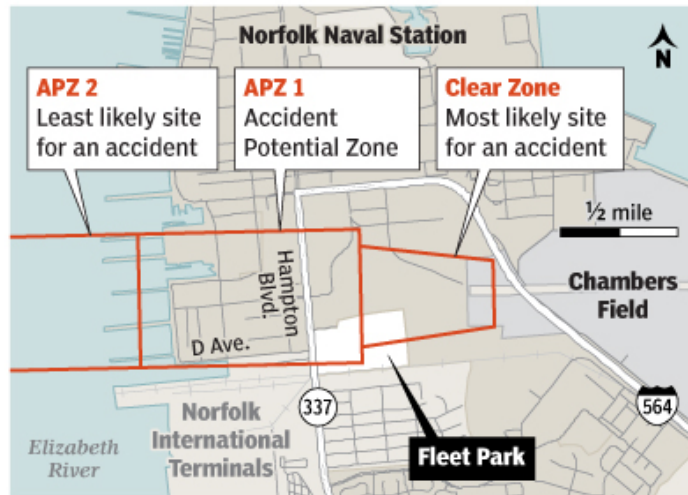 Norfolk Naval Station
N
APZ 2
Least likely site
for an accident
APZ 1
Accident
Potential Zone
Clear Zone
Most likely site
for an accident
½ mile
Hampton
Blvd.
Chambers
Field
D Ave.
337
564
Norfolk
International
Terminals
Fleet Park
Elizabeth
River